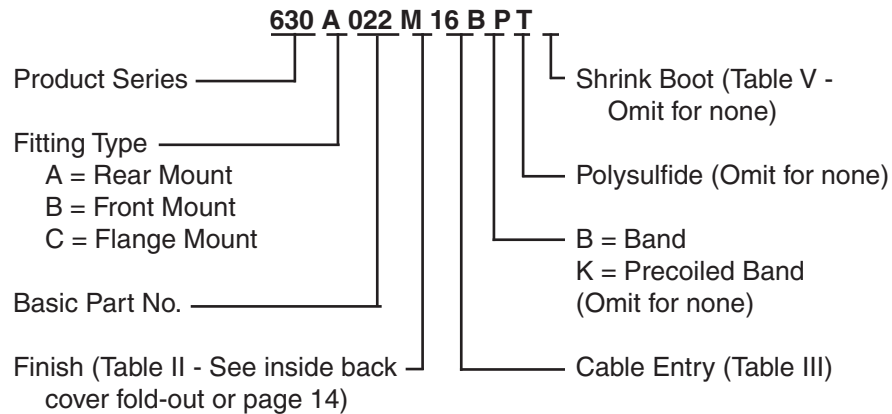 630 A 022 M 16 B P T
Product Series
Fitting Type
A = Rear Mount
B = Front Mount
C = Flange Mount
Basic Part No.
Finish (Table II - See inside back
cover fold-out or page 14)
Shrink Boot (Table V -
Omit for none)
Polysulfide (Omit for none)
B = Band
K = Precoiled Band
(Omit for none)
Cable Entry (Table III)